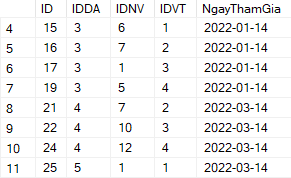 ID IDDA IDNV IDVT NgayThamGia
4 15 3 6 1 2022-01-14
5 16 3 7 2 2022-01-14
6 17 3 1 3 2022-01-14
7 19 3 5 4 2022-01-14
8 21 4 7 2 2022-03-14
9 22 4 10 3 2022-03-14
10 24 4 12 4 2022-03-14
11 25 5 1 1 2022-03-14